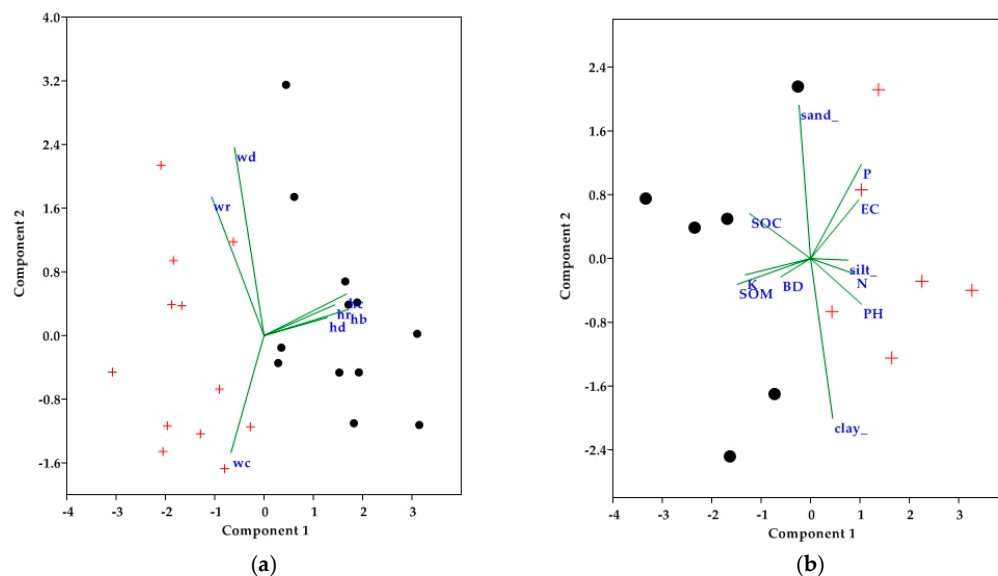 4.0
3.2
2.4
1.6
0.8
0.0
-0.8
-1.6
Component 2
wd
wr
hc
hr
hb
hd
wc
-4 -3 -2 -1 0 1 2 3 4
Component 1
(a)
2.4
1.6
0.8
0.0
-0.8
-1.6
-2.4
Component 2
sand_
P
EC
SOC
silt_
K
BD
N
SOM
PH
clay_
-4 -3 -2 -1 0 1 2 3
Component 1
(b)